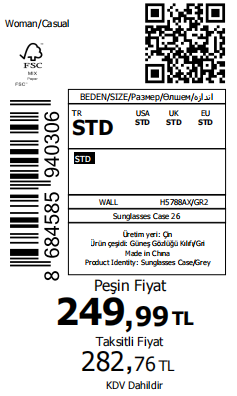 Woman/Casual
FSC
MIX
Paper
FSC™
8 684585 940306
BEDEN/SIZE/Размер/Өлшем/اندازه
TR USA UK EU
STD STD STD STD
STD
WALL H5788AX/GR2
Sunglasses Case 26
Üretim yeri: Çin
Ürün çeşidi: Güneş Gözlüğü Kılıfı/Gri
Made in China
Product Identity: Sunglasses Case/Grey
Peşin Fiyat
249,99 TL
Taksitli Fiyat
282,76 TL
KDV Dahildir